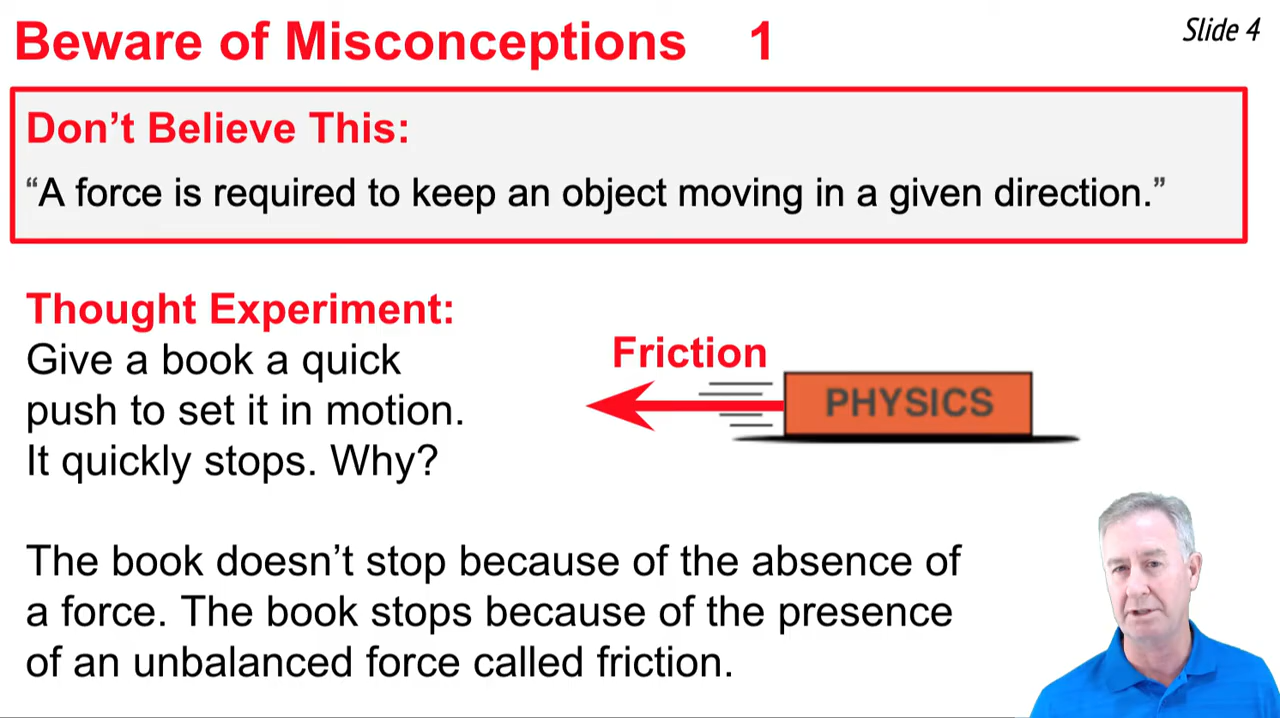 Beware of Misconceptions 1
Slide 4
Don’t Believe This:
“A force is required to keep an object moving in a given direction.”
Thought Experiment:
Give a book a quick
push to set it in motion.
It quickly stops. Why?
Friction
PHYSICS
The book doesn’t stop because of the absence of
a force. The book stops because of the presence
of an unbalanced force called friction.